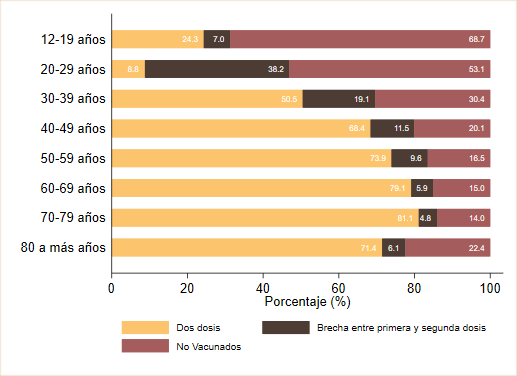 12-19 años 24.3 7.0 68.7
20-29 años 8.8 38.2 53.1
30-39 años 50.5 19.1 30.4
40-49 años 68.4 11.5 20.1
50-59 años 73.9 9.6 16.5
60-69 años 79.1 5.9 15.0
70-79 años 81.1 4.8 14.0
80 a más años 71.4 6.1 22.4
0 20 40 60 80 100
Porcentaje (%)
Dos dosis Brecha entre primera y segunda dosis
No Vacunados